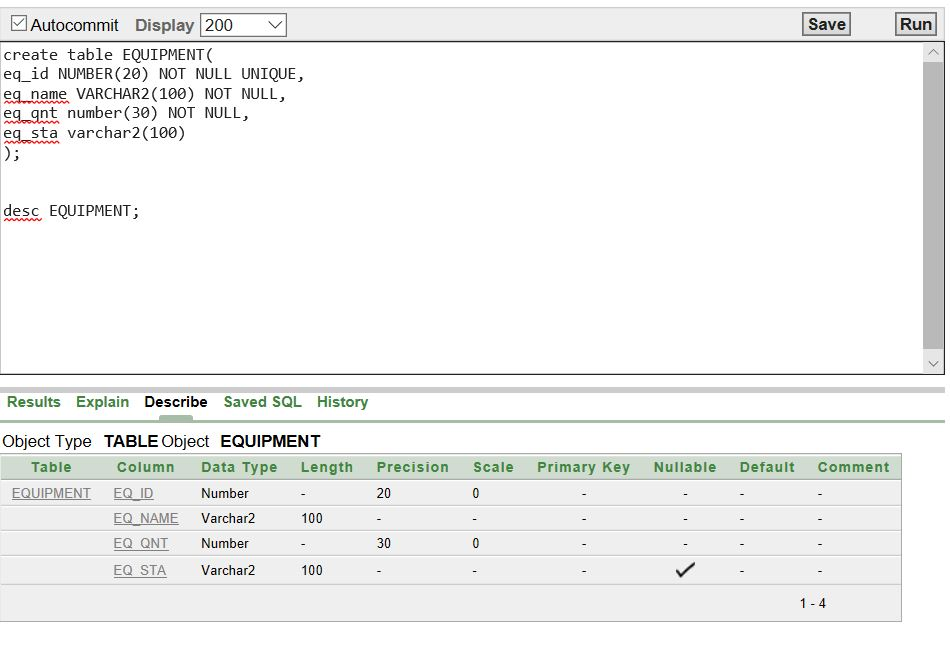 Autocommit Display 200 Save Run
create table EQUIPMENT(
eq_id NUMBER(20) NOT NULL UNIQUE,
eq_name VARCHAR2(100) NOT NULL,
eq_qnt number(30) NOT NULL,
eq_sta varchar2(100)
);
desc EQUIPMENT;
Results Explain Describe Saved SQL History
Object Type TABLE Object EQUIPMENT
Table Column Data Type Length Precision Scale Primary Key Nullable Default Comment
EQUIPMENT EQ_ID Number - 20 0 - - - -
EQ_NAME Varchar2 100 - - - - - -
EQ_QNT Number - 30 0 - - - -
EQ_STA Varchar2 100 - - - - -
1 - 4